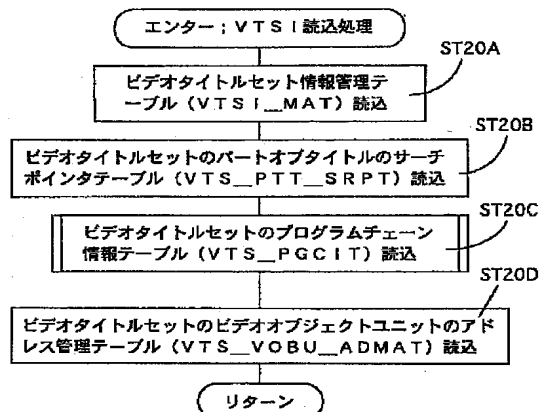 エンター；VTSI読込処理
ST20A
ビデオタイトルセット情報管理テ
ーブル（VTSI__MAT）読込
ST20B
ビデオタイトルセットのパートオブタイトルのサーチ
ポインタテーブル（VTS__PTT__SRPT）読込
ST20C
ビデオタイトルセットのプログラムチェーン
情報テーブル（VTS__PGCIT）読込
ST20D
ビデオタイトルセットのビデオオブジェクトユニットのアド
レス管理テーブル（VTS__VOBU__ADMAT）読込
リターン